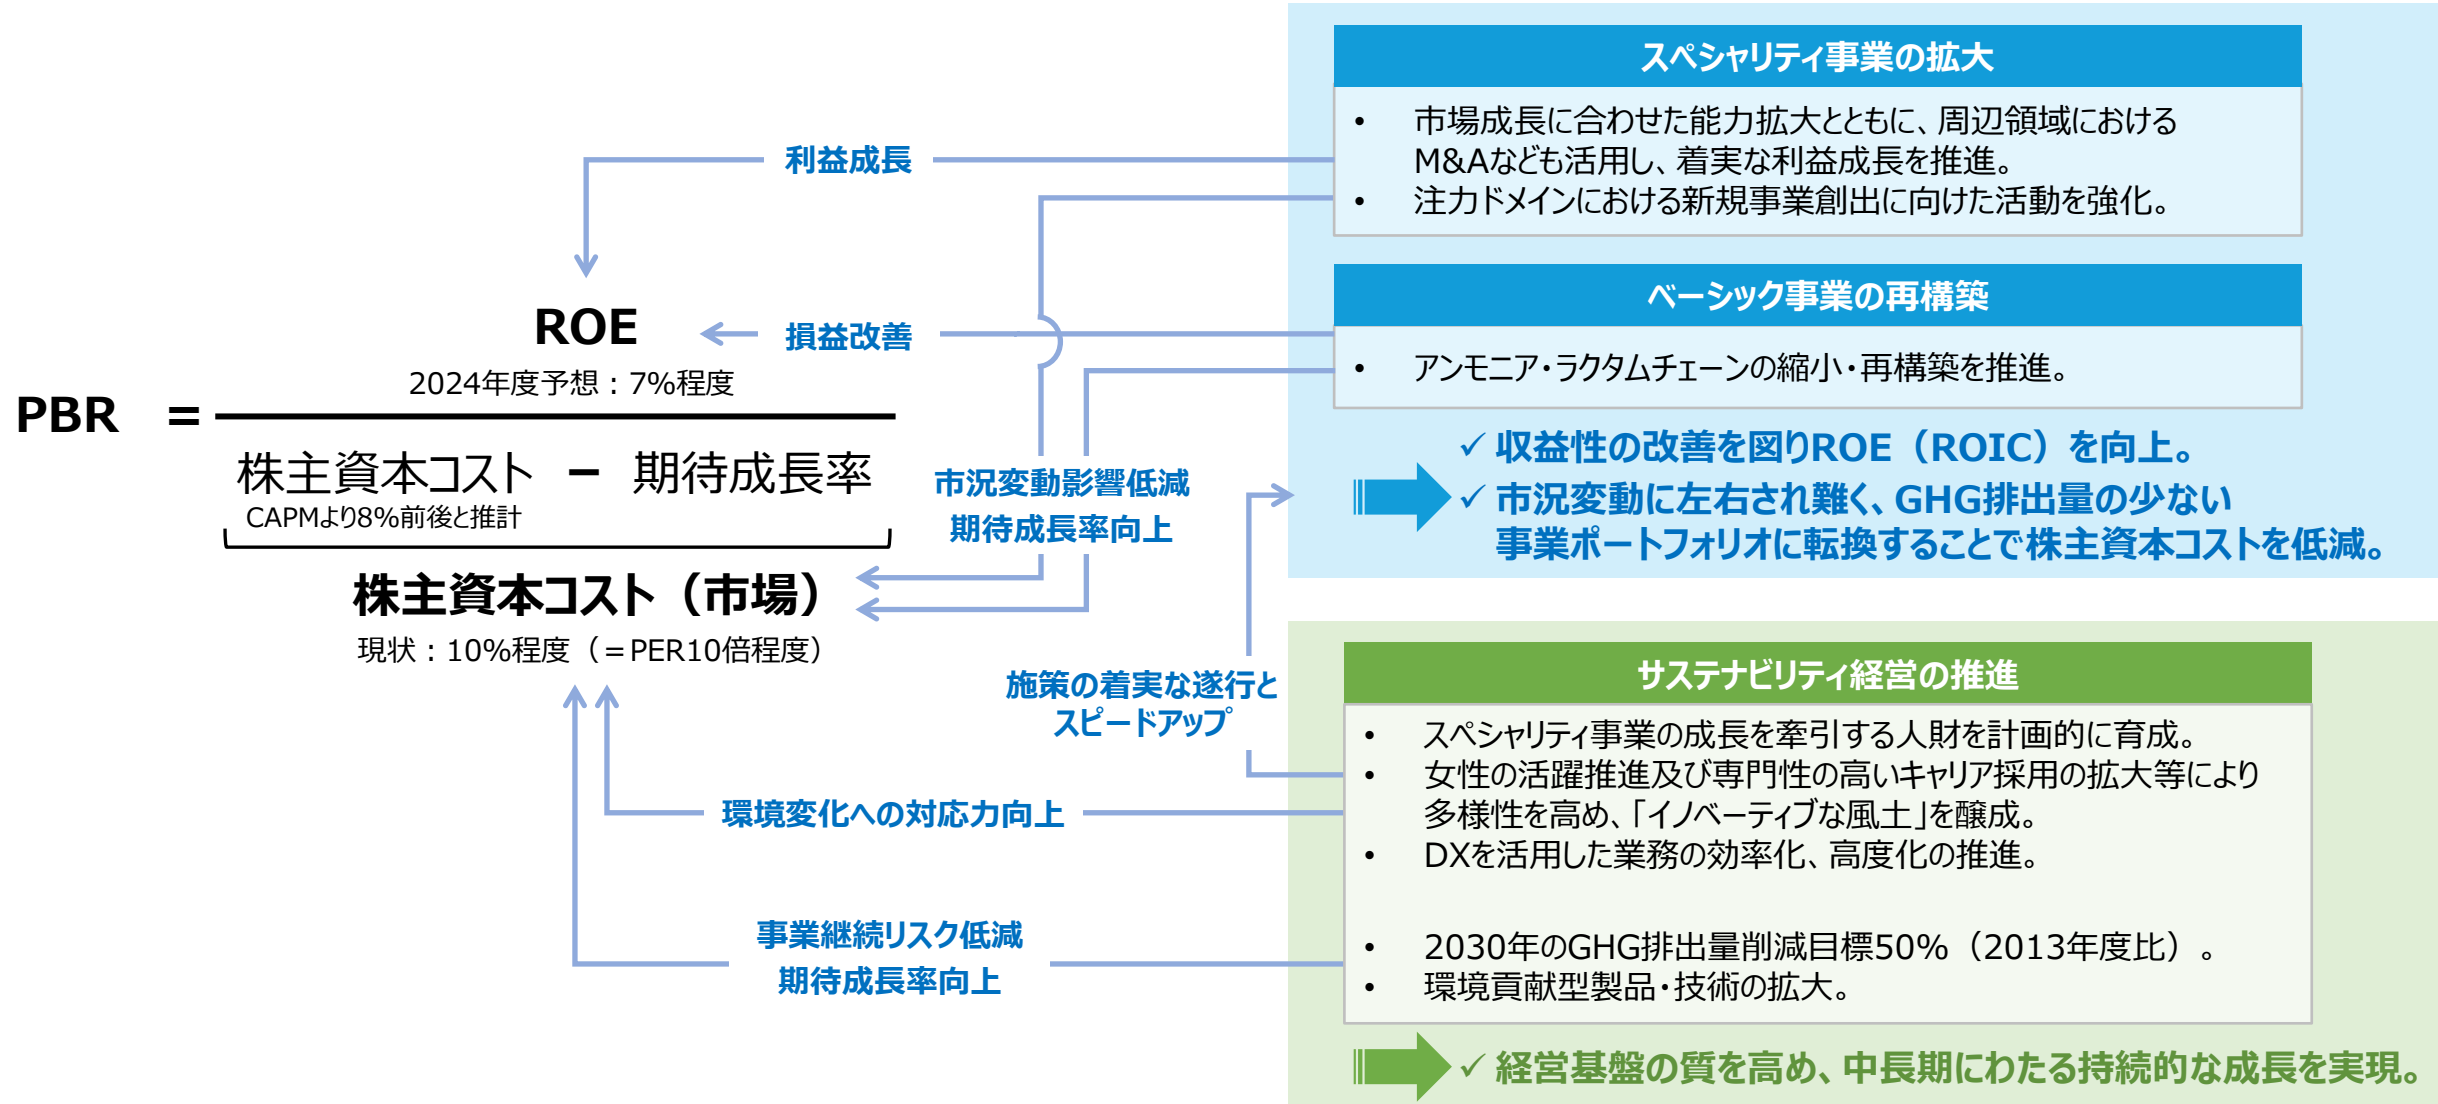 PBR =
ROE
2024年度予想：7%程度
株主資本コスト － 期待成長率
CAPMより8%前後と推計
株主資本コスト（市場）
現状：10%程度（＝PER10倍程度）
利益成長
損益改善
市況変動影響低減
期待成長率向上
施策の着実な遂行と
スピードアップ
環境変化への対応力向上
事業継続リスク低減
期待成長率向上
スペシャリティ事業の拡大
• 市場成長に合わせた能力拡大とともに、周辺領域における
M&Aなども活用し、着実な利益成長を推進。
• 注力ドメインにおける新規事業創出に向けた活動を強化。
ベーシック事業の再構築
• アンモニア・ラクタムチェーンの縮小・再構築を推進。
✓ 収益性の改善を図りROE（ROIC）を向上。
✓ 市況変動に左右され難く、GHG排出量の少ない
事業ポートフォリオに転換することで株主資本コストを低減。
サステナビリティ経営の推進
• スペシャリティ事業の成長を牽引する人財を計画的に育成。
• 女性の活躍推進及び専門性の高いキャリア採用の拡大等により
多様性を高め、「イノベーティブな風土」を醸成。
• DXを活用した業務の効率化、高度化の推進。
• 2030年のGHG排出量削減目標50%（2013年度比）。
• 環境貢献型製品・技術の拡大。
✓ 経営基盤の質を高め、中長期にわたる持続的な成長を実現。